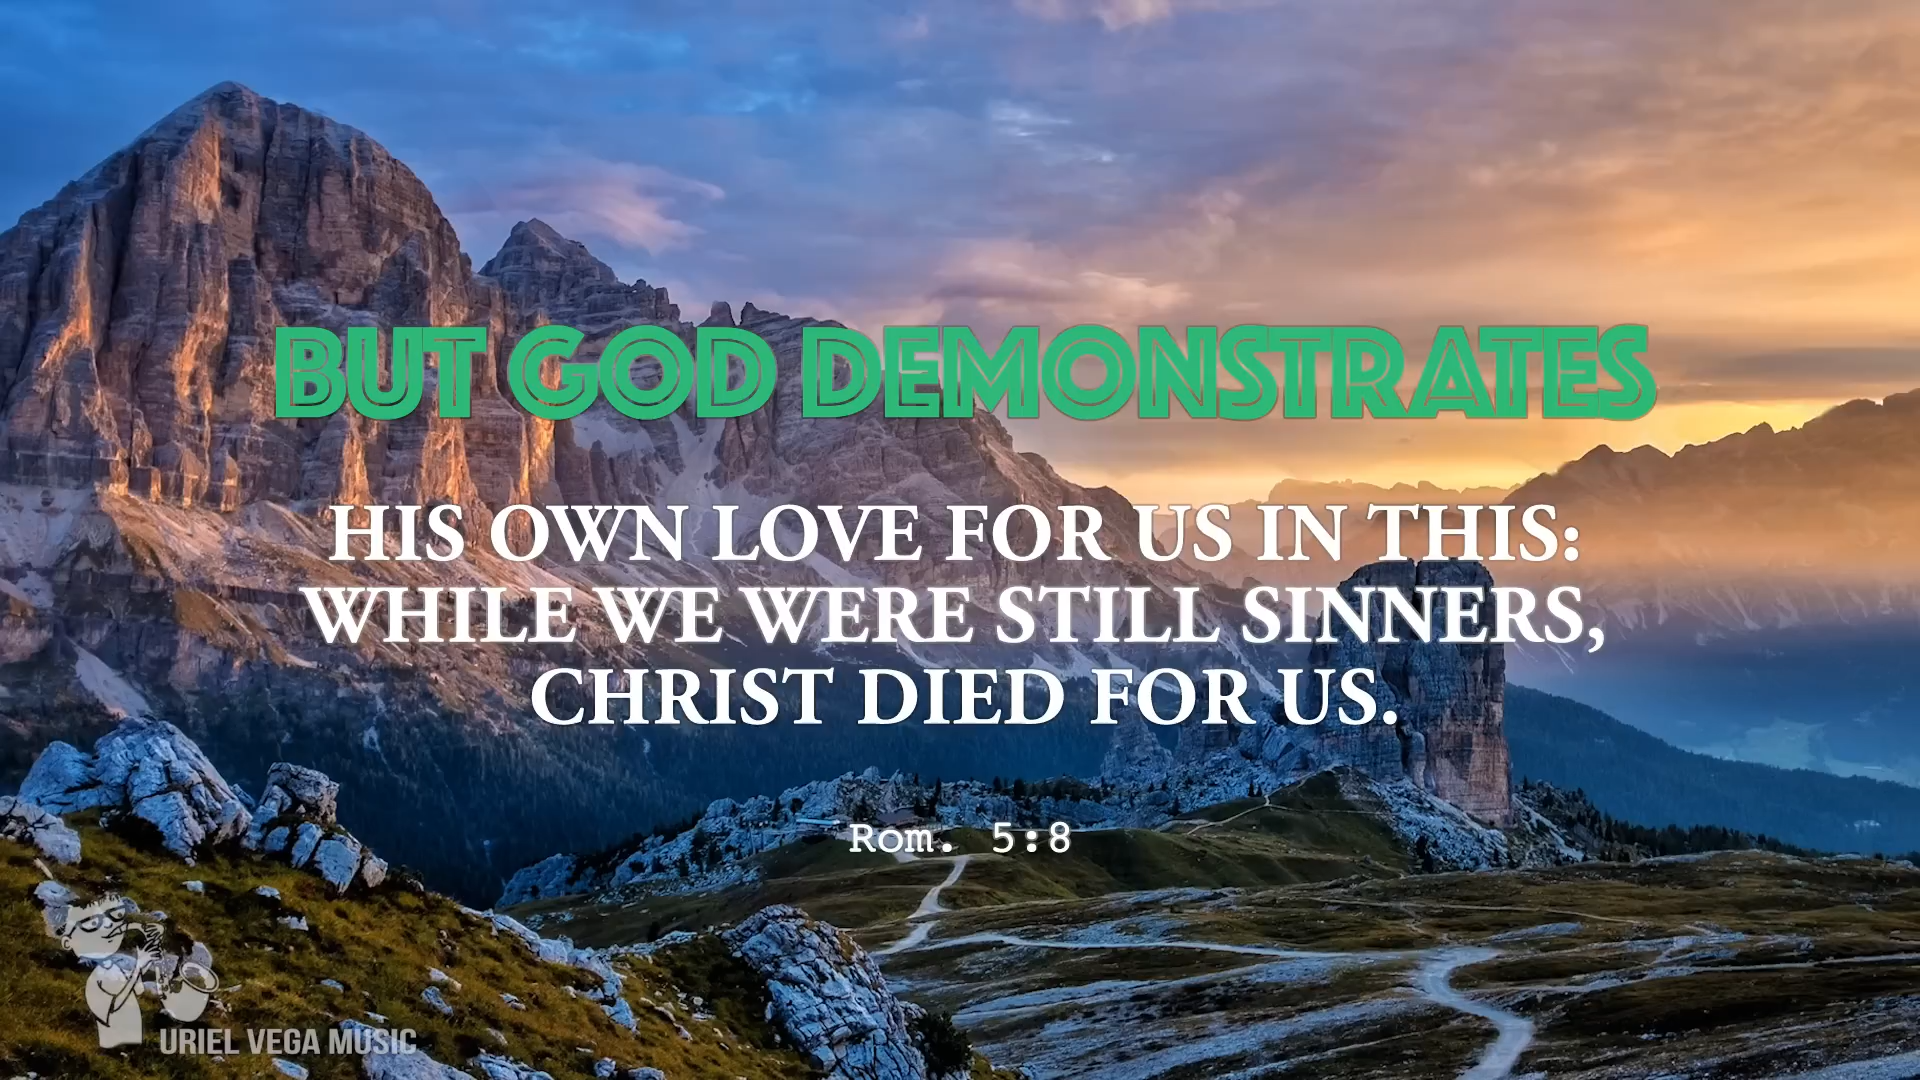 BUT GOD DEMONSTRATES
HIS OWN LOVE FOR US IN THIS:
WHILE WE WERE STILL SINNERS,
CHRIST DIED FOR US.
Rom. 5:8
URIEL VEGA MUSIC